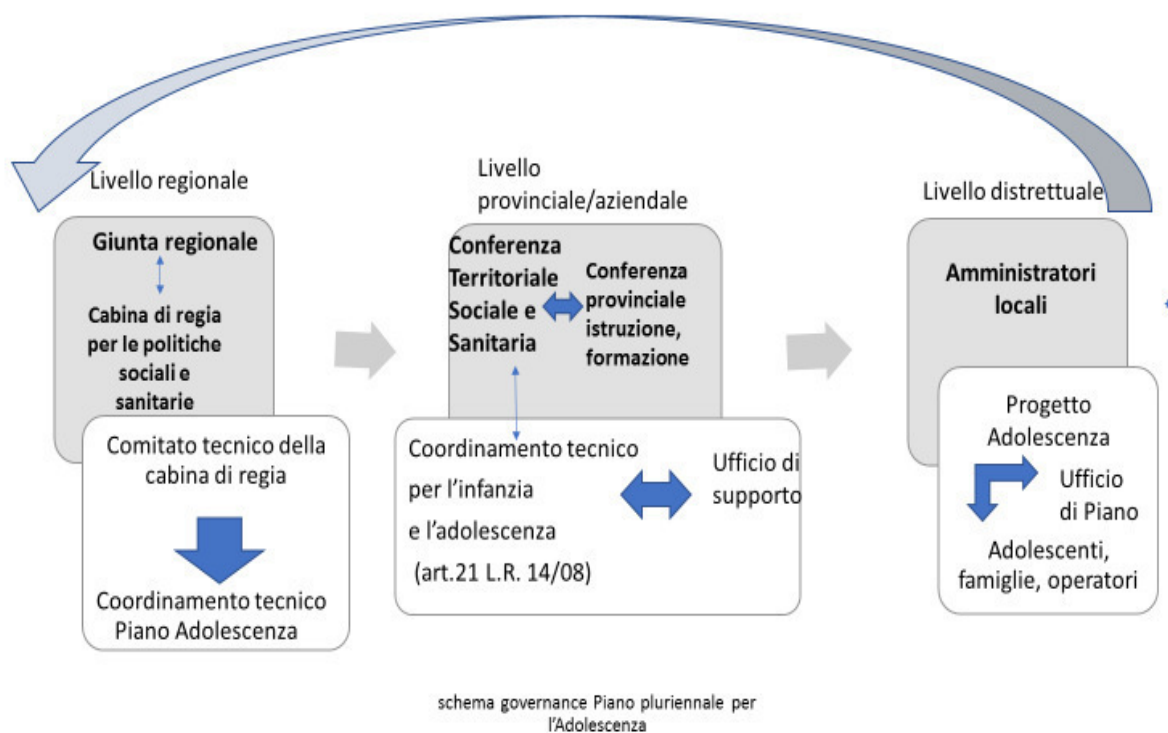 Livello regionale
Giunta regionale
Cabina di regia
per le politiche
sociali e
sanitarie
Comitato tecnico della
cabina di regia
Coordinamento tecnico
Piano Adolescenza
Livello
provinciale/aziendale
Conferenza
Territoriale
Sociale e
Sanitaria
Conferenza
provinciale
istruzione,
formazione
Coordinamento tecnico
per l'infanzia
e l'adolescenza
(art.21 L.R. 14/08)
Ufficio di
supporto
Livello distrettuale
Amministratori
locali
Progetto
Adolescenza
Ufficio
di Piano
Adolescenti,
famiglie, operatori
schema governance Piano pluriennale per
l'Adolescenza